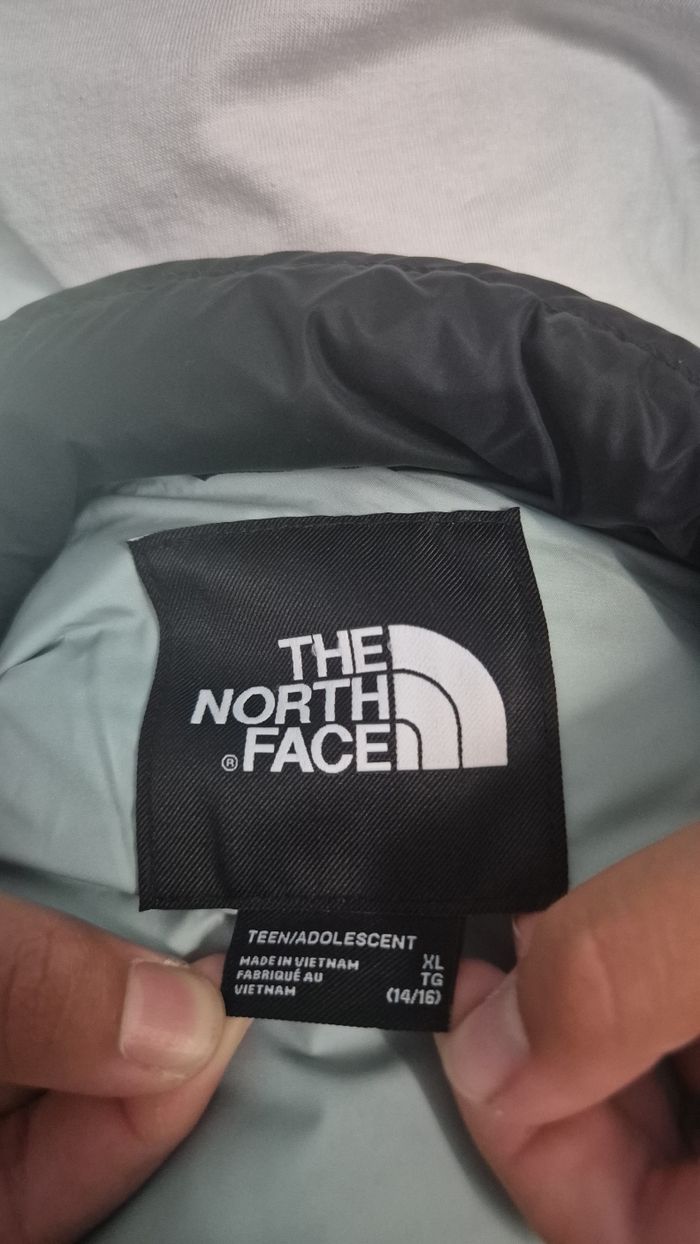 THE
NORTH
® FACE
TEEN/ADOLESCENT
MADE IN VIETNAM XL
FABRIQUÉ AU TG
VIETNAM (14/16)